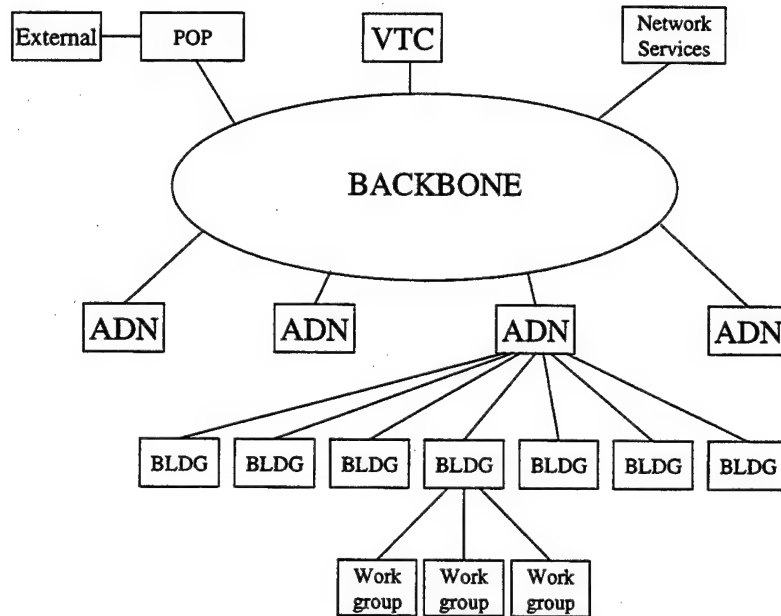 External
POP
VTC
Network
Services
BACKBONE
ADN
ADN
ADN
ADN
BLDG
BLDG
BLDG
BLDG
BLDG
BLDG
BLDG
Work
group
Work
group
Work
group